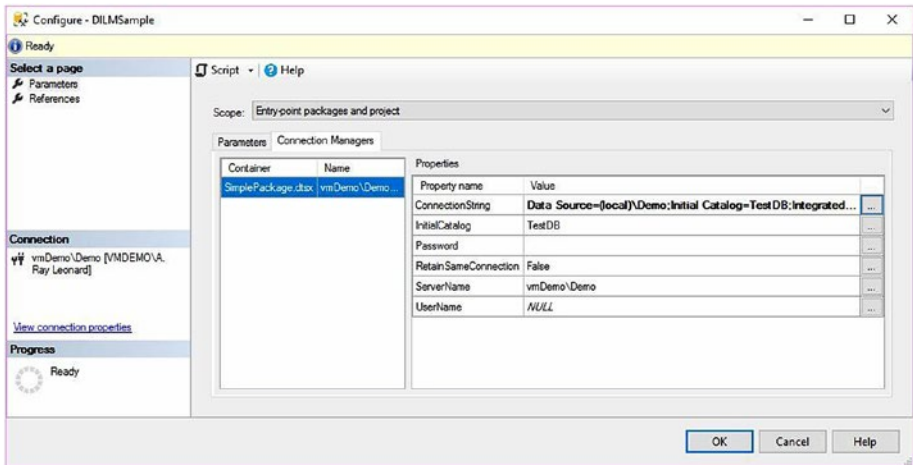 Configure - DILMSample
Ready
Select a page
Parameters
References
Script
Help
Scope: Entry-point packages and project
Parameters Connection Managers
Container Name
SimplePackage.dtsx vmDemo\Demo...
Properties
Property name Value
ConnectionString Data Source=(local)\Demo;Initial Catalog=TestDB;Integrated... ...
InitialCatalog TestDB ...
Password ...
RetainSameConnection False ...
ServerName vmDemo\Demo ...
UserName NULL ...
Connection
vmDemo\Demo [VMDEMO\A.
Ray Leonard]
View connection properties
Progress
Ready
OK Cancel Help